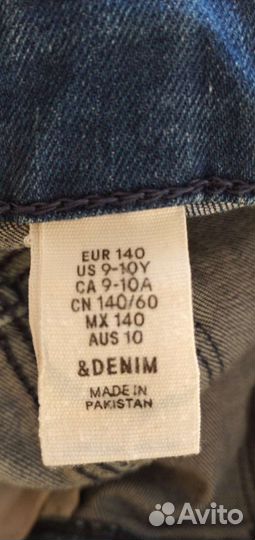 EUR 140
US 9-10Y
CA 9-10A
CN 140/60
MX 140
AUS 10
&DENIM
MADE IN
PAKISTAN
Avito